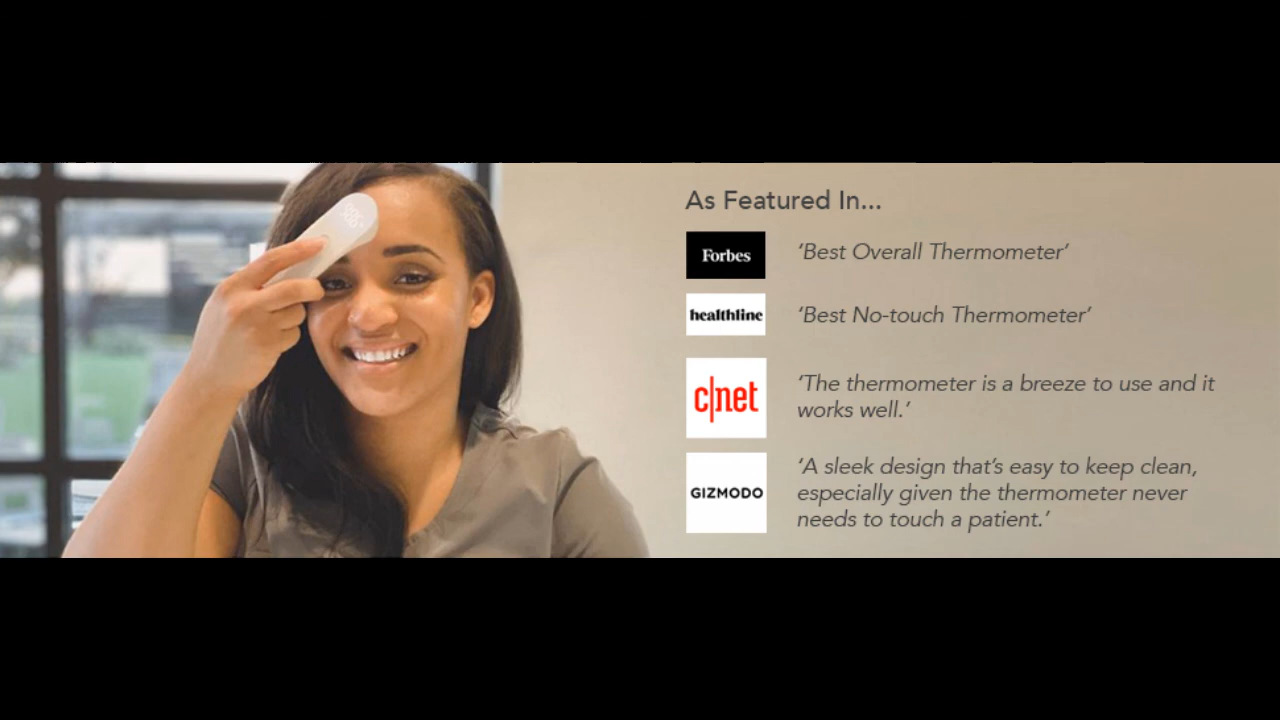 As Featured In...
Forbes
‘Best Overall Thermometer’
healthline
‘Best No-touch Thermometer’
c|net
‘The thermometer is a breeze to use and it
works well.’
GIZMODO
‘A sleek design that’s easy to keep clean,
especially given the thermometer never
needs to touch a patient.’